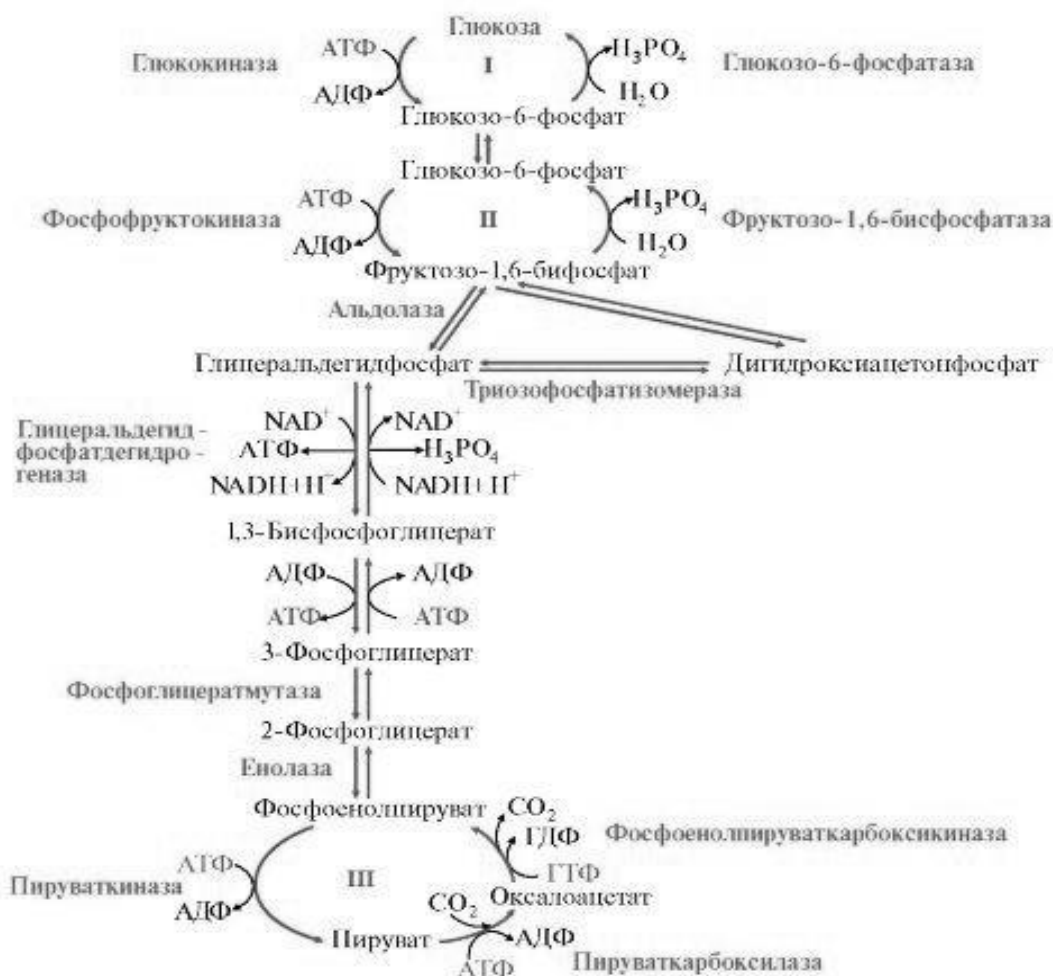 Глюкоза
АТФ
H₃PO₄
Глюкокиназа
I
Глюкозо-6-фосфатаза
АДФ
H₂O
Глюкозо-6-фосфат
Глюкозо-6-фосфат
АТФ
H₃PO₄
Фосфофруктокиназа
II
Фруктозо-1,6-бисфосфатаза
АДФ
H₂O
Фруктозо-1,6-бифосфат
Альдолаза
Глицеральдегидфосфат
Дигидроксиацетонфосфат
Триозофосфатизомераза
Глицеральдегид-
фосфатдегидро-
геназа
NAD⁺
NAD⁺
АТФ
H₃PO₄
NADH+H⁺
NADH+H⁺
1,3-Бисфосфоглицерат
АДФ
АДФ
АТФ
АТФ
3-Фосфоглицерат
Фосфоглицератмутаза
2-Фосфоглицерат
Енолаза
Фосфоенолпируват
CO₂
ГДФ
Фосфоенолпируваткарбоксикиназа
АТФ
III
ГТФ
Пируваткиназа
Оксалоацетат
АДФ
CO₂
Пируват
АДФ
АТФ
Пируваткарбоксилаза